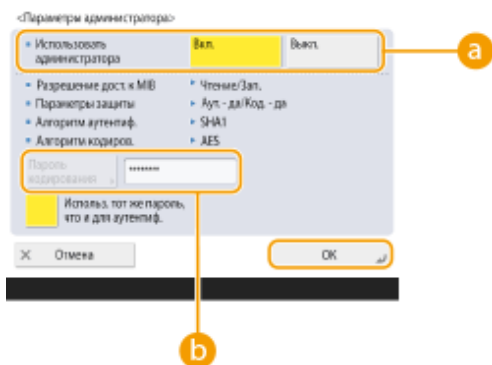 <Параметры администратора>
Использовать Вкл. Выкл.
администратора
a
Разрешение дост. к MIB Чтение/Зап.
Параметры защиты Аут. - да/Код. - да
Алгоритм аутентиф. SHA1
Алгоритм кодиров. AES
Пароль
кодирования ********
Использ. тот же пароль,
что и для аутентиф.
Отмена OK
b